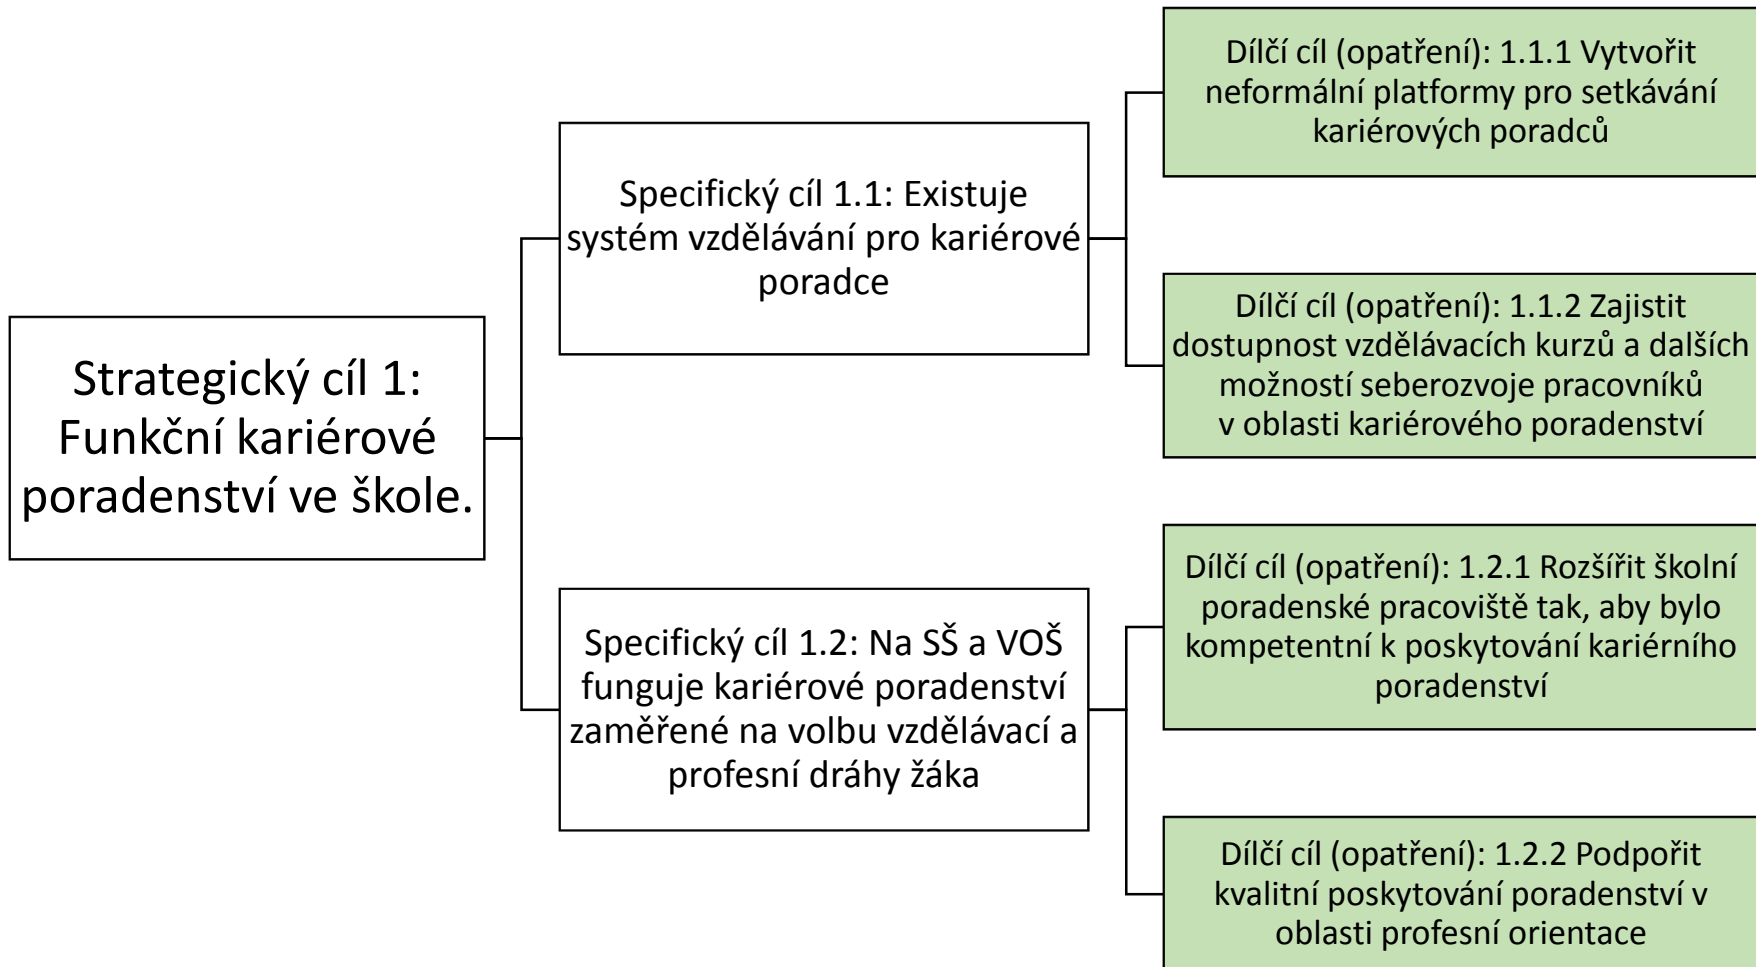 Strategický cíl 1:
Funkční kariérové
poradenství ve škole.
Specifický cíl 1.1: Existuje
systém vzdělávání pro kariérové
poradce
Dílčí cíl (opatření): 1.1.1 Vytvořit
neformální platformy pro setkávání
kariérových poradců
Dílčí cíl (opatření): 1.1.2 Zajistit
dostupnost vzdělávacích kurzů a dalších
možností seberozvoje pracovníků
v oblasti kariérového poradenství
Specifický cíl 1.2: Na SŠ a VOŠ
funguje kariérové poradenství
zaměřené na volbu vzdělávací a
profesní dráhy žáka
Dílčí cíl (opatření): 1.2.1 Rozšířit školní
poradenské pracoviště tak, aby bylo
kompetentní k poskytování kariérního
poradenství
Dílčí cíl (opatření): 1.2.2 Podpořit
kvalitní poskytování poradenství v
oblasti profesní orientace